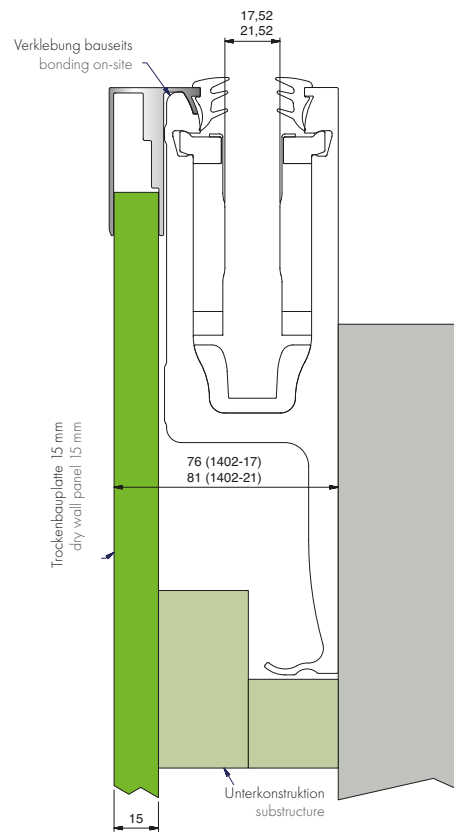 17,52
21,52
Verklebung bauseits
bonding on-site
Trockenbauplatte 15 mm
dry wall panel 15 mm
76 (1402-17)
81 (1402-21)
Unterkonstruktion
substructure
15